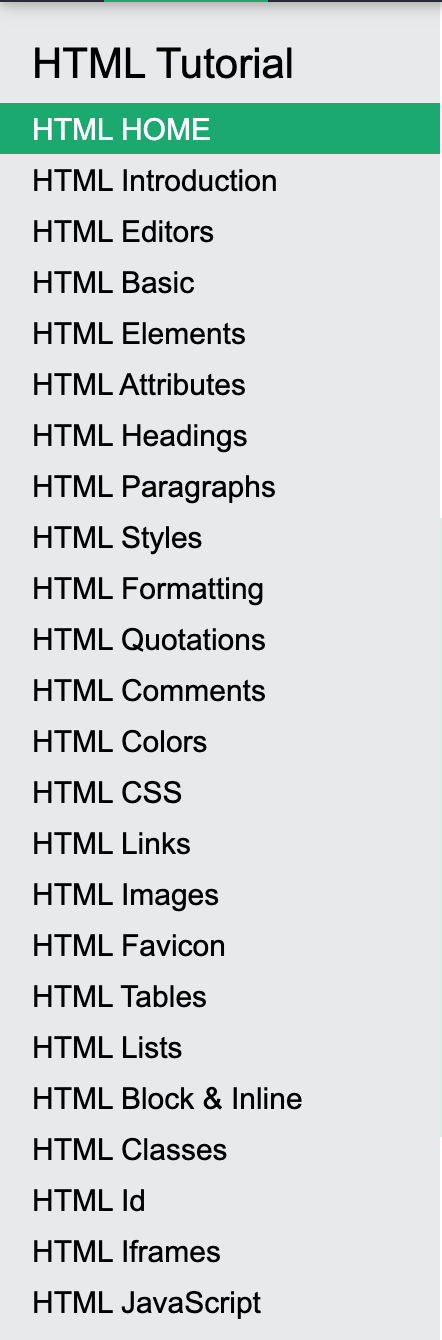 HTML Tutorial
HTML HOME
HTML Introduction
HTML Editors
HTML Basic
HTML Elements
HTML Attributes
HTML Headings
HTML Paragraphs
HTML Styles
HTML Formatting
HTML Quotations
HTML Comments
HTML Colors
HTML CSS
HTML Links
HTML Images
HTML Favicon
HTML Tables
HTML Lists
HTML Block & Inline
HTML Classes
HTML Id
HTML Iframes
HTML JavaScript